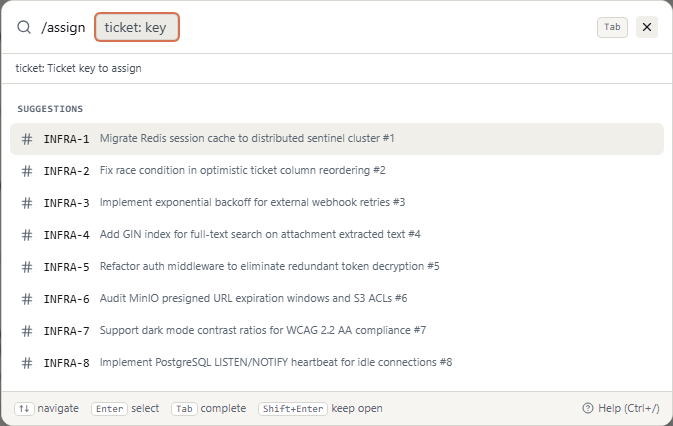 /assign ticket: key Tab
ticket: Ticket key to assign
SUGGESTIONS
# INFRA-1 Migrate Redis session cache to distributed sentinel cluster #1
# INFRA-2 Fix race condition in optimistic ticket column reordering #2
# INFRA-3 Implement exponential backoff for external webhook retries #3
# INFRA-4 Add GIN index for full-text search on attachment extracted text #4
# INFRA-5 Refactor auth middleware to eliminate redundant token decryption #5
# INFRA-6 Audit MinIO presigned URL expiration windows and S3 ACLs #6
# INFRA-7 Support dark mode contrast ratios for WCAG 2.2 AA compliance #7
# INFRA-8 Implement PostgreSQL LISTEN/NOTIFY heartbeat for idle connections #8
↑↓ navigate Enter select Tab complete Shift+Enter keep open Help (Ctrl+/)